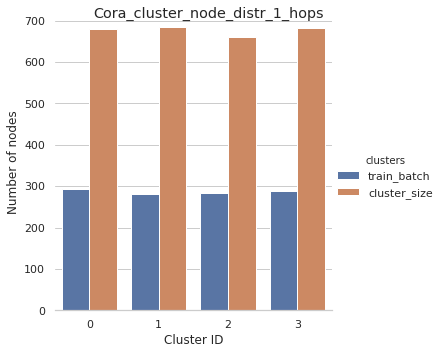 Cora_cluster_node_distr_1_hops
700
600
500
400
300
200
100
0
Number of nodes
0 1 2 3
Cluster ID
clusters
train_batch
cluster_size